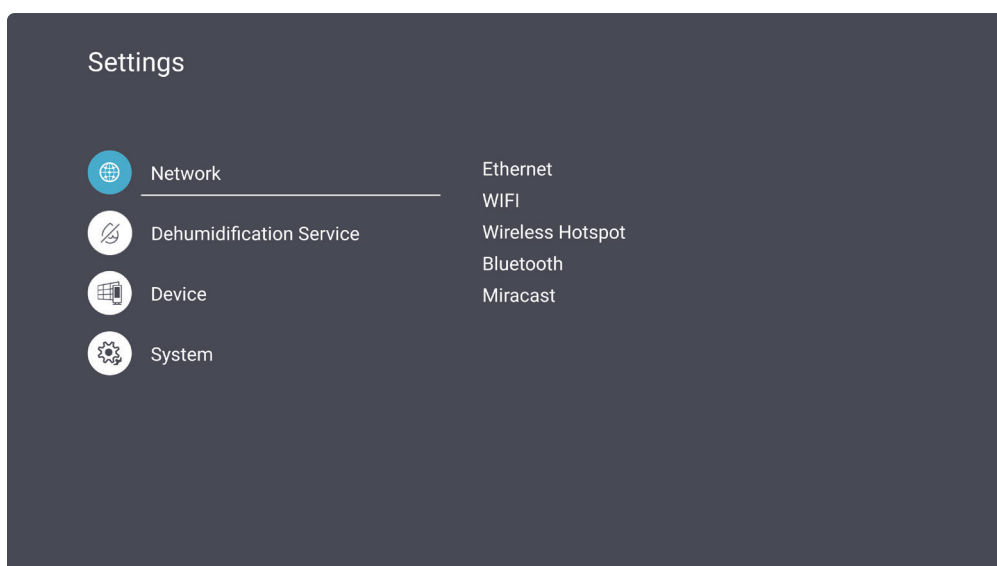 Settings
Network
Dehumidification Service
Device
System
Ethernet
WIFI
Wireless Hotspot
Bluetooth
Miracast